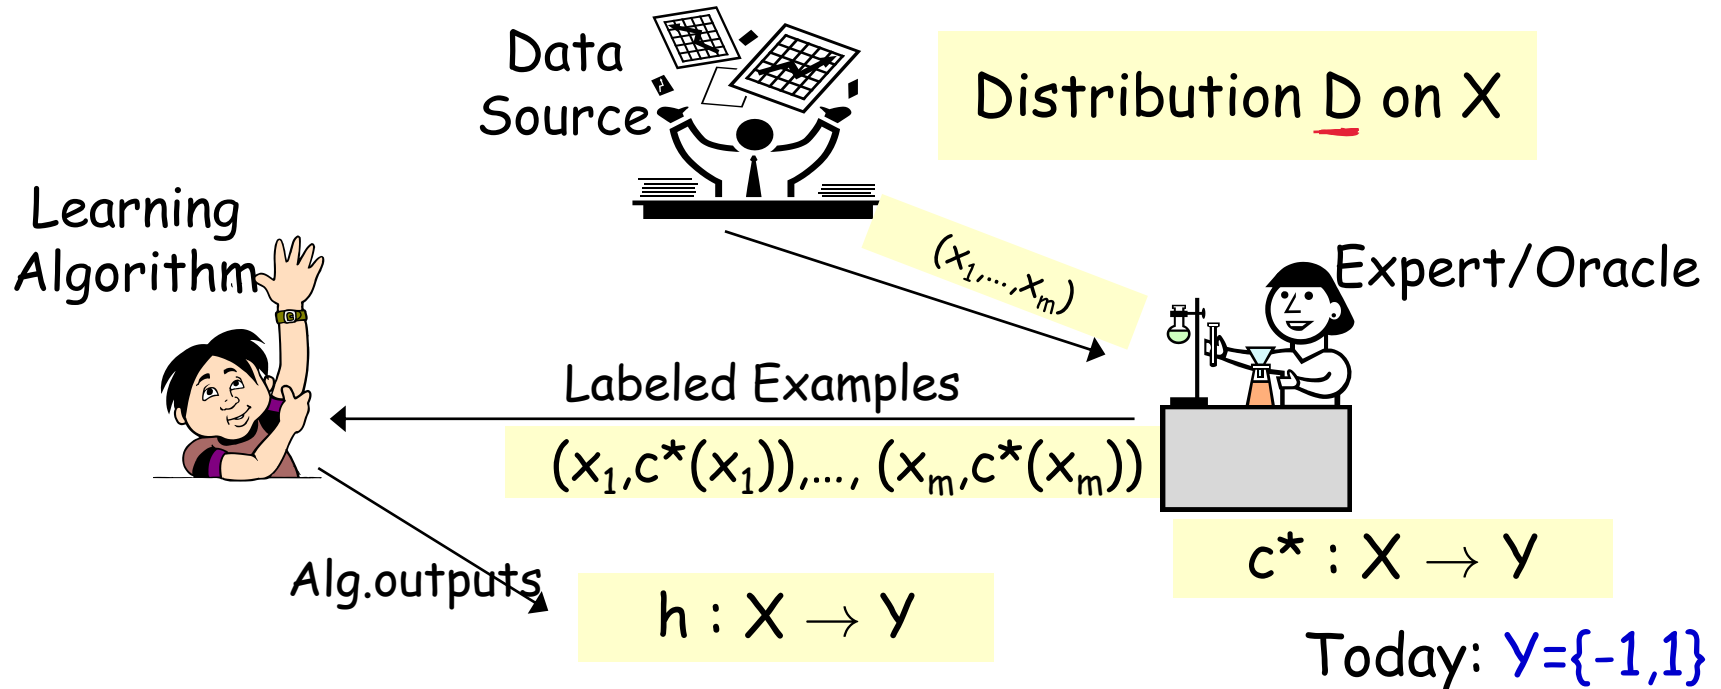 Data
Source
Distribution D on X
Learning
Algorithm
(x₁,...,xₘ)
Expert/Oracle
Labeled Examples
(x₁,c*(x₁)),..., (xₘ,c*(xₘ))
c* : X → Y
Alg.outputs
h : X → Y
Today: Y={-1,1}